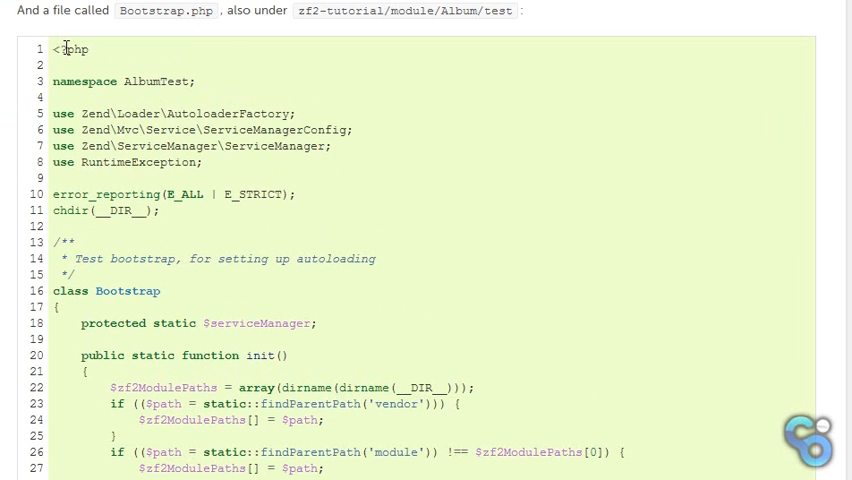 And a file called Bootstrap.php, also under zf2-tutorial/module/Album/test:
1 <?php
2
3 namespace AlbumTest;
4
5 use Zend\Loader\AutoloaderFactory;
6 use Zend\Mvc\Service\ServiceManagerConfig;
7 use Zend\ServiceManager\ServiceManager;
8 use RuntimeException;
9
10 error_reporting(E_ALL | E_STRICT);
11 chdir(__DIR__);
12
13 /**
14 * Test bootstrap, for setting up autoloading
15 */
16 class Bootstrap
17 {
18 protected static $serviceManager;
19
20 public static function init()
21 {
22 $zf2ModulePaths = array(dirname(dirname(__DIR__)));
23 if (($path = static::findParentPath('vendor'))) {
24 $zf2ModulePaths[] = $path;
25 }
26 if (($path = static::findParentPath('module')) !== $zf2ModulePaths[0]) {
27 $zf2ModulePaths[] = $path;